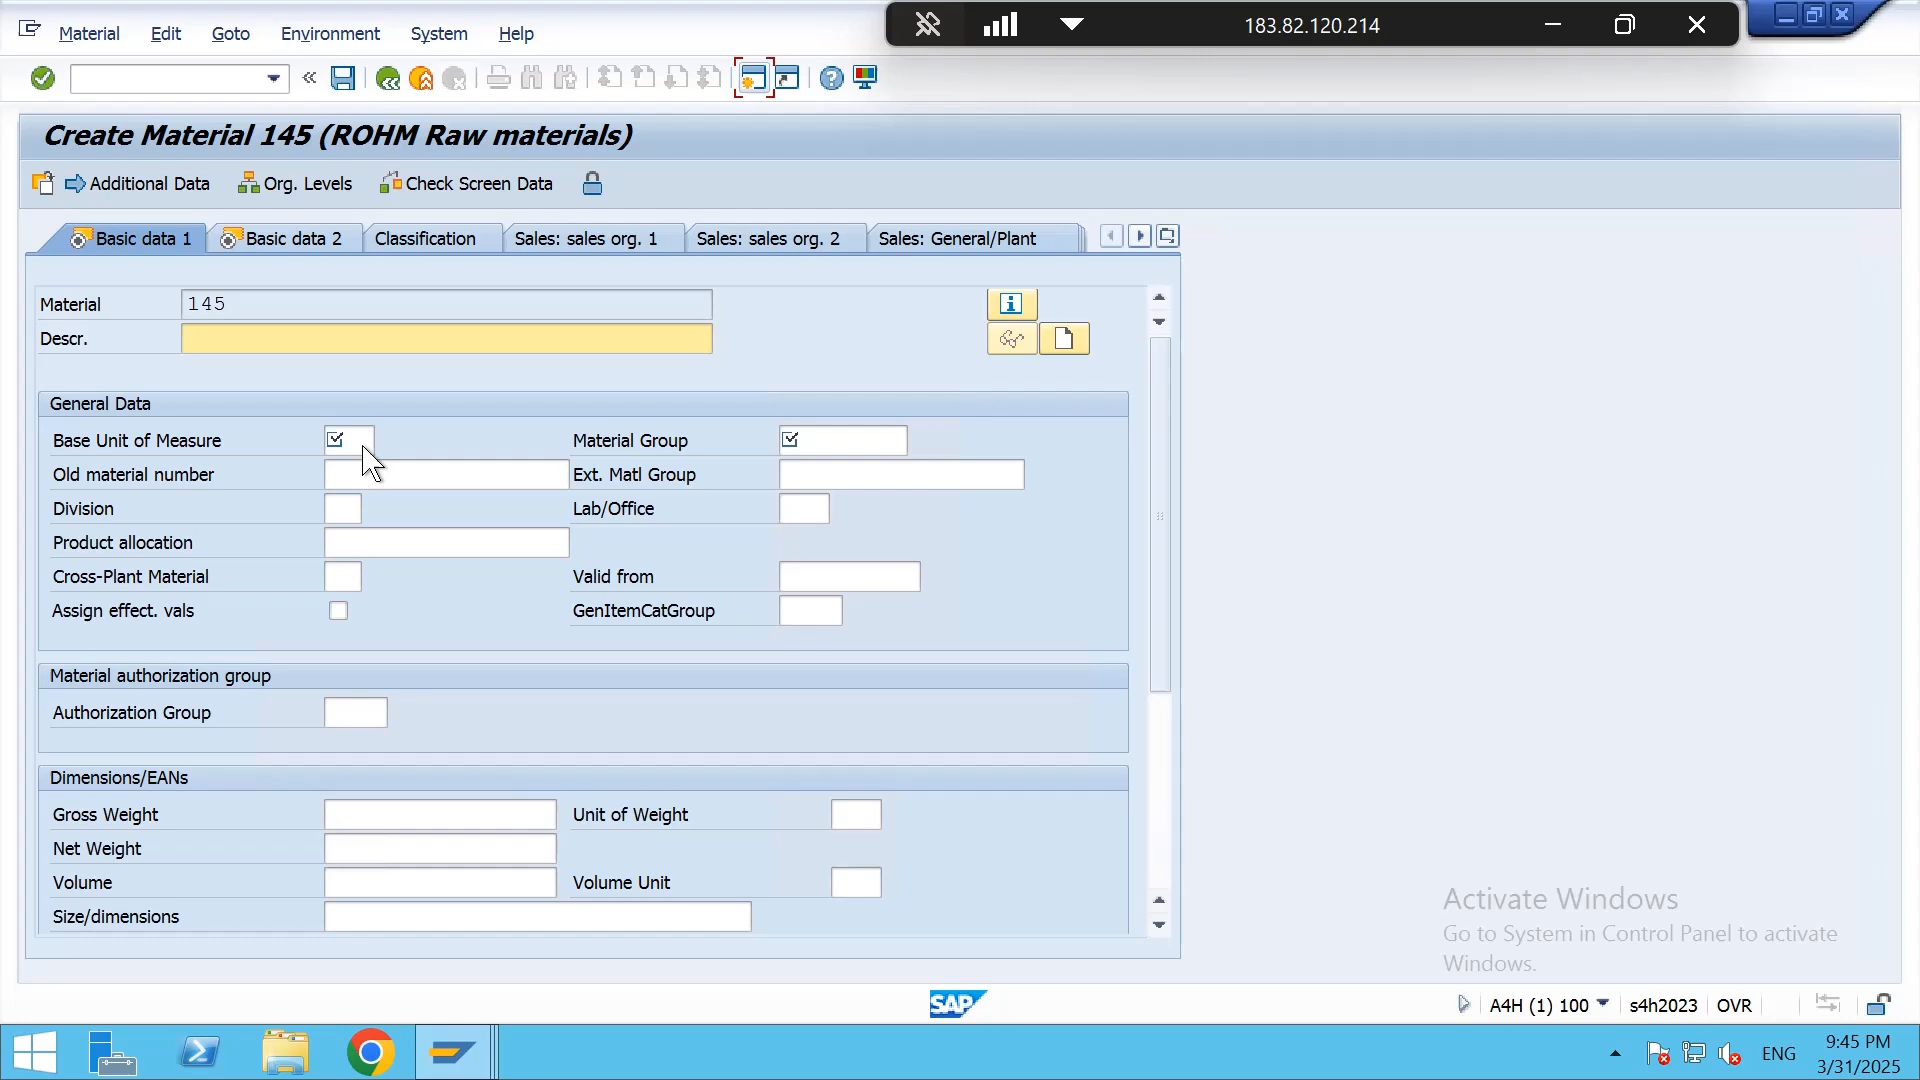 Material Edit Goto Environment System Help
183.82.120.214
Create Material 145 (ROHM Raw materials)
Additional Data Org. Levels Check Screen Data
Basic data 1 Basic data 2 Classification Sales: sales org. 1 Sales: sales org. 2 Sales: General/Plant
Material 145
Descr.
General Data
Base Unit of Measure Material Group
Old material number Ext. Matl Group
Division Lab/Office
Product allocation
Cross-Plant Material Valid from
Assign effect. vals GenItemCatGroup
Material authorization group
Authorization Group
Dimensions/EANs
Gross Weight Unit of Weight
Net Weight
Volume Volume Unit
Size/dimensions
Activate Windows
Go to System in Control Panel to activate
Windows.
SAP A4H (1) 100 s4h2023 OVR
ENG 9:45 PM
3/31/2025